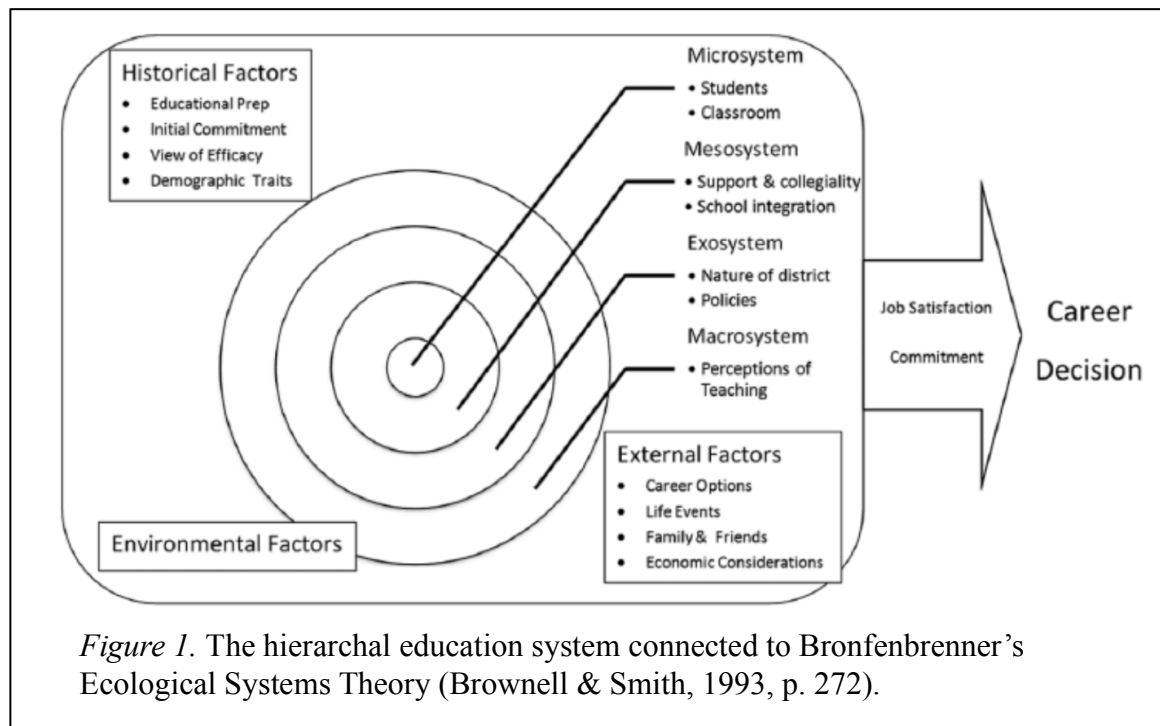 Historical Factors
• Educational Prep
• Initial Commitment
• View of Efficacy
• Demographic Traits
Microsystem
• Students
• Classroom
Mesosystem
• Support & collegiality
• School integration
Exosystem
• Nature of district
• Policies
Macrosystem
• Perceptions of
Teaching
External Factors
• Career Options
• Life Events
• Family & Friends
• Economic Considerations
Environmental Factors
Job Satisfaction
Commitment
Career
Decision
Figure 1. The hierarchal education system connected to Bronfenbrenner’s
Ecological Systems Theory (Brownell & Smith, 1993, p. 272).